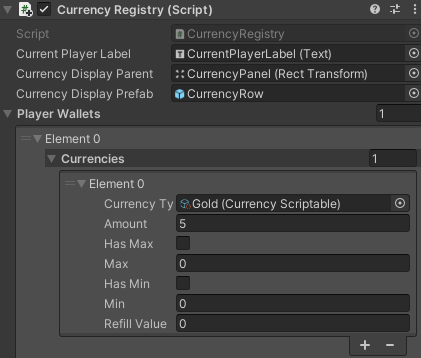 Currency Registry (Script)
Script CurrencyRegistry
Current Player Label CurrentPlayerLabel (Text)
Currency Display Parent CurrencyPanel (Rect Transform)
Currency Display Prefab CurrencyRow
Player Wallets 1
Element 0
Currencies 1
Element 0
Currency Ty Gold (Currency Scriptable)
Amount 5
Has Max
Max 0
Has Min
Min 0
Refill Value 0